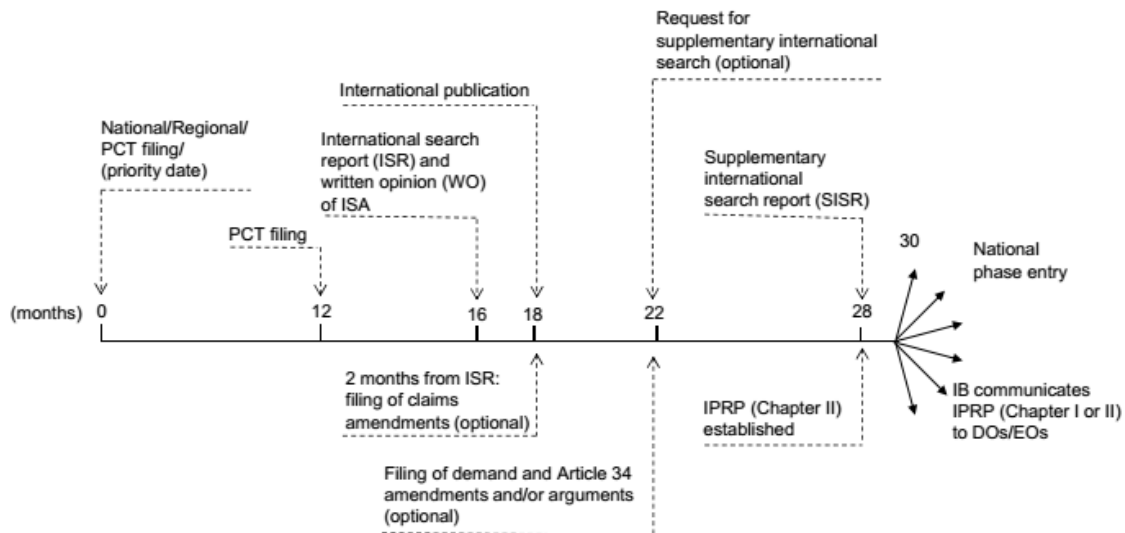 Request for
supplementary international
search (optional)
International publication
National/Regional/
PCT filing/
(priority date)
International search
report (ISR) and
written opinion (WO)
of ISA
Supplementary
international
search report (SISR)
PCT filing
30
National
phase entry
(months) 0 12 16 18 22 28
2 months from ISR:
filing of claims
amendments (optional)
IPRP (Chapter II)
established
IB communicates
IPRP (Chapter I or II)
to DOs/EOs
Filing of demand and Article 34
amendments and/or arguments
(optional)